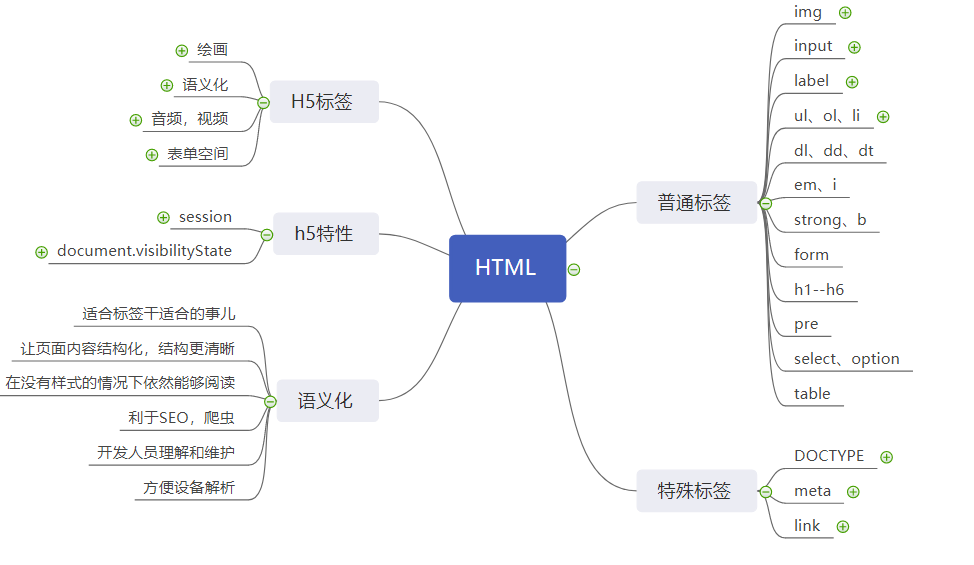 HTML
H5标签
绘画
语义化
音频，视频
表单空间
h5特性
session
document.visibilityState
语义化
适合标签干适合的事儿
让页面内容结构化，结构更清晰
在没有样式的情况下依然能够阅读
利于SEO，爬虫
开发人员理解和维护
方便设备解析
普通标签
img
input
label
ul、ol、li
dl、dd、dt
em、i
strong、b
form
h1--h6
pre
select、option
table
特殊标签
DOCTYPE
meta
link